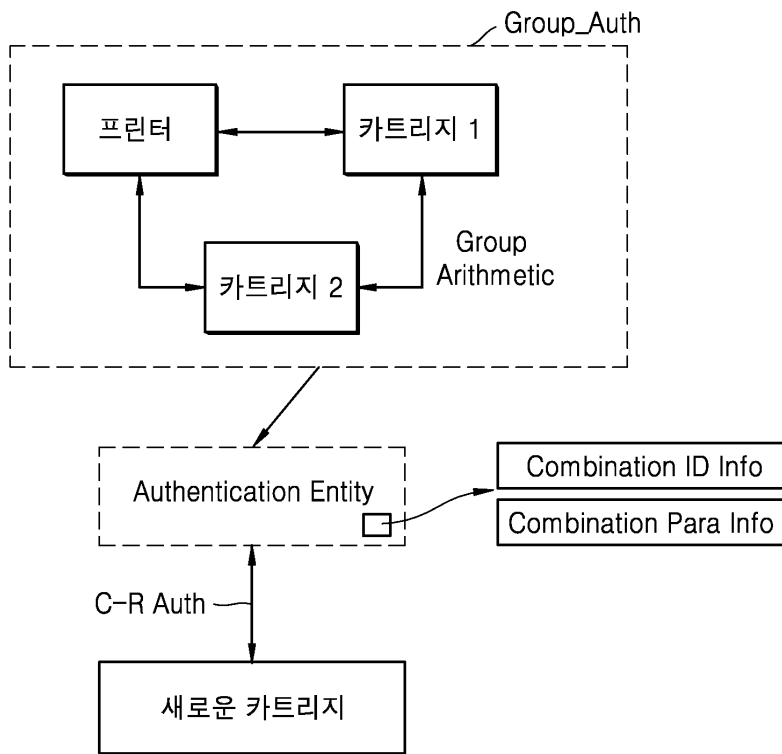 Group_Auth
프린터
카트리지 1
카트리지 2
Group
Arithmetic
Authentication Entity
Combination ID Info
Combination Para Info
C-R Auth
새로운 카트리지